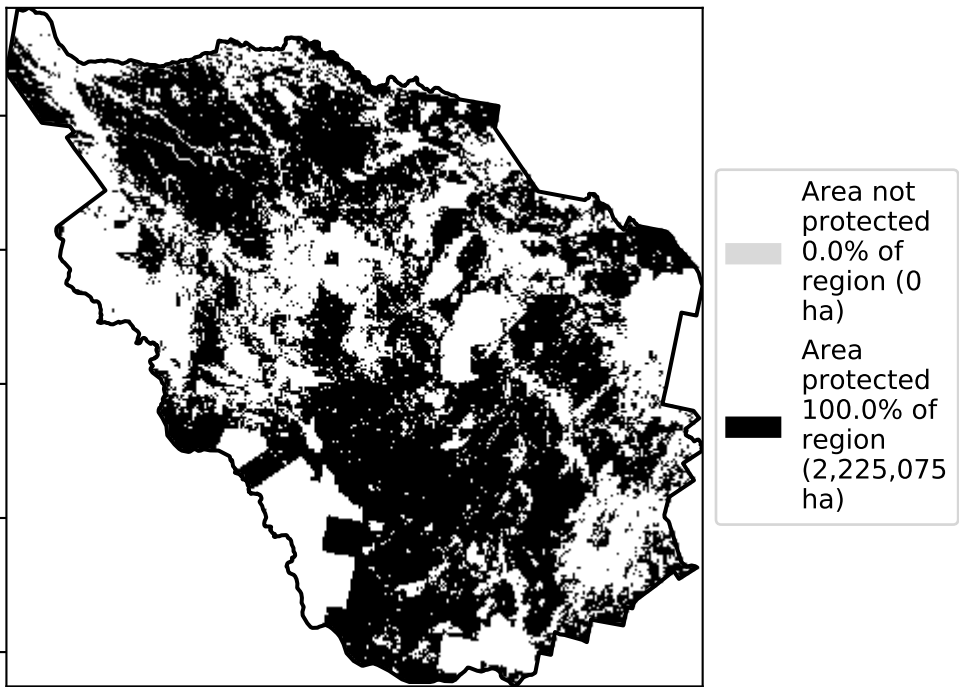 Area not
protected
0.0% of
region (0
ha)
Area
protected
100.0% of
region
(2,225,075
ha)